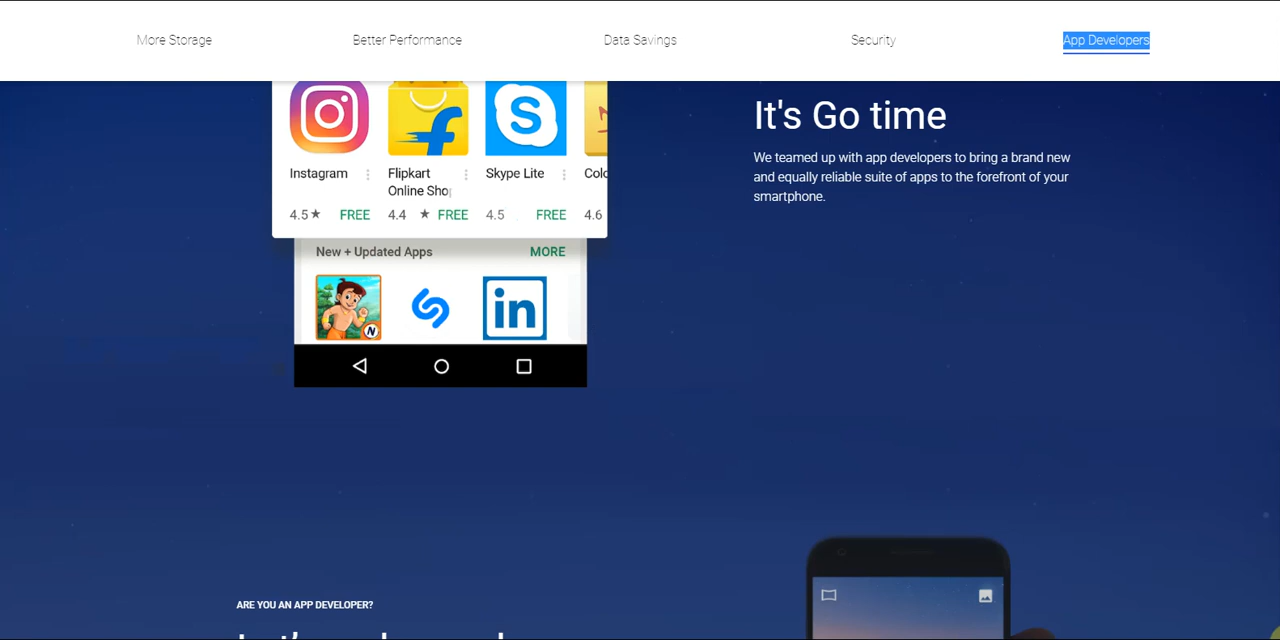 More Storage
Better Performance
Data Savings
Security
App Developers
Instagram
Flipkart
Online Sho
Skype Lite
Colo
4.5★ FREE
4.4 ★ FREE
4.5 FREE
4.6
New + Updated Apps MORE
N
in
It's Go time
We teamed up with app developers to bring a brand new
and equally reliable suite of apps to the forefront of your
smartphone.
ARE YOU AN APP DEVELOPER?